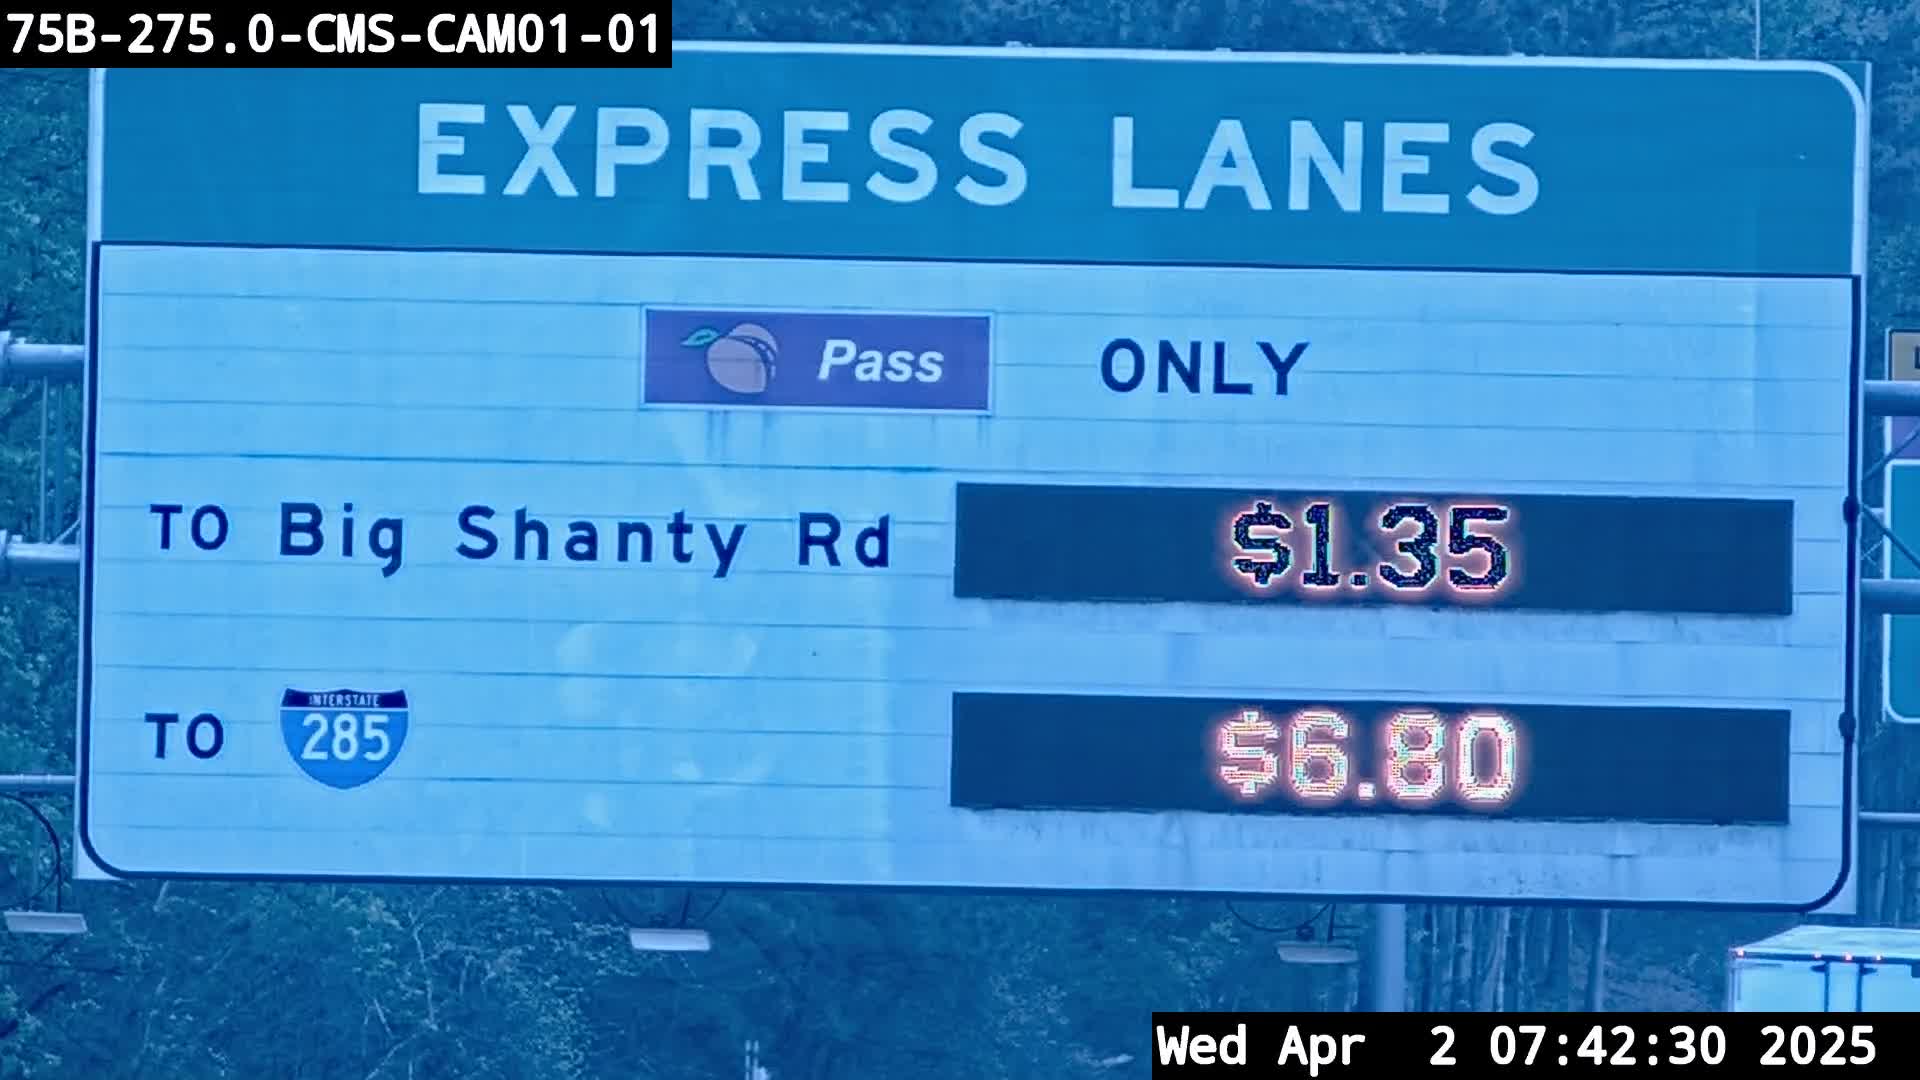 75B-275.0-CMS-CAM01-01
EXPRESS LANES
Pass ONLY
TO Big Shanty Rd $1.35
INTERSTATE
TO 285 $6.80
Wed Apr 2 07:42:30 2025